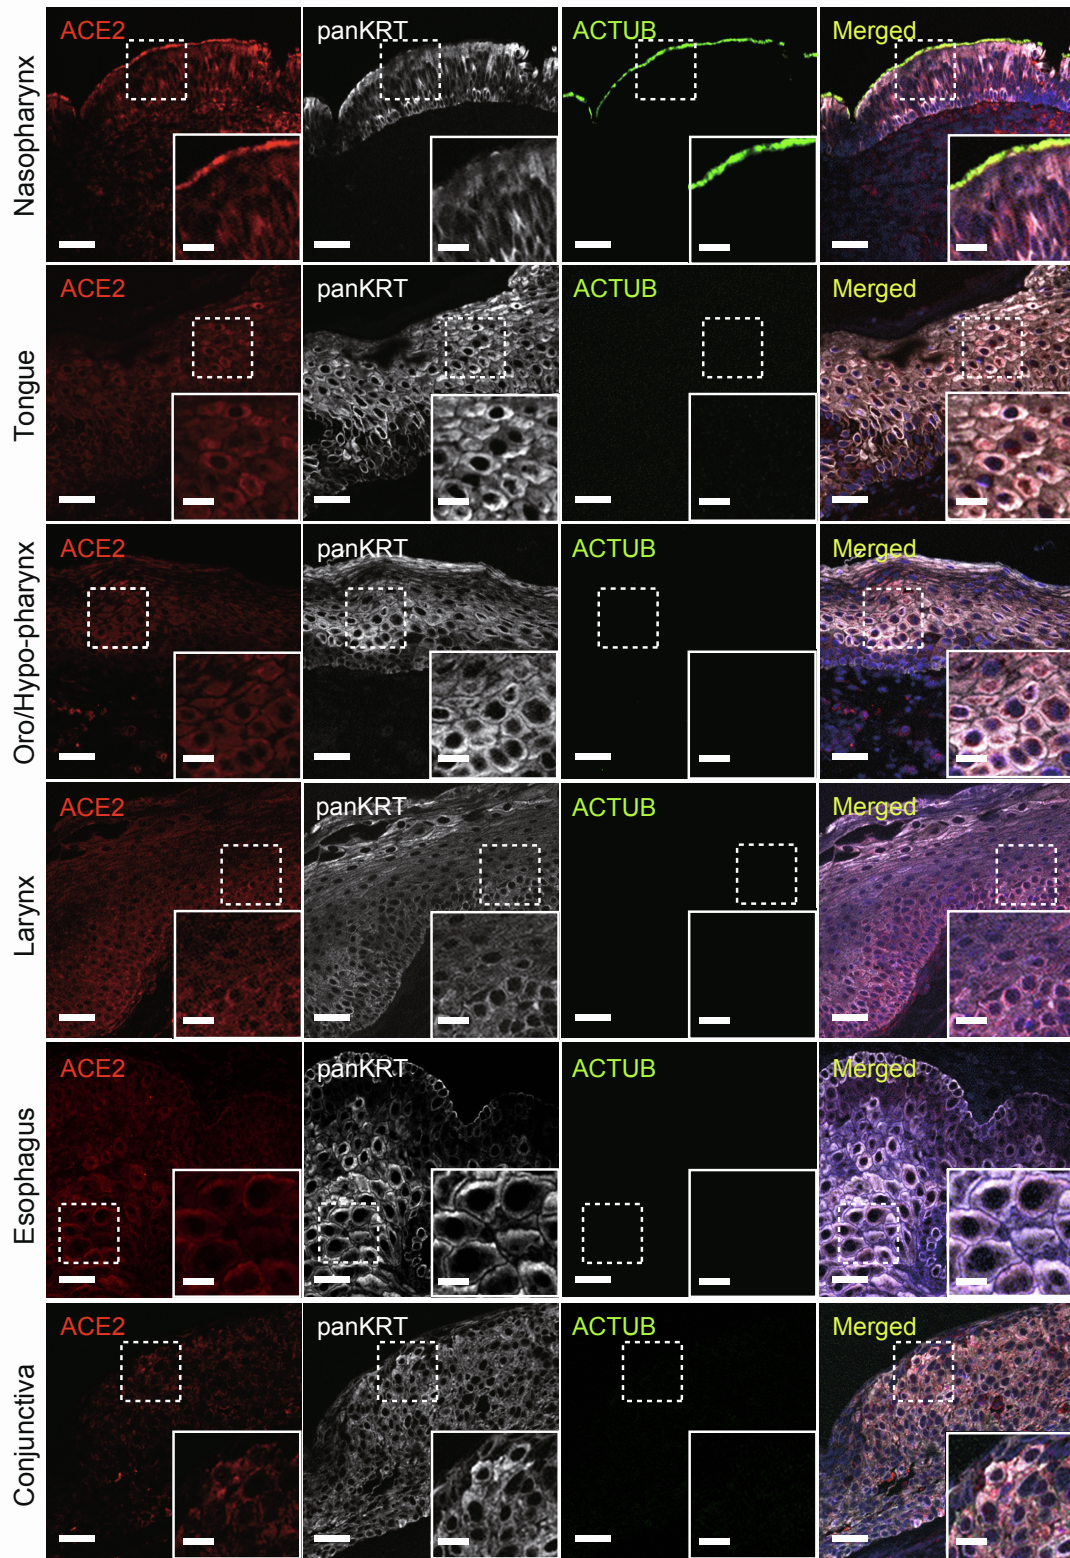 Nasopharynx
ACE2 panKRT ACTUB Merged
Tongue
ACE2 panKRT ACTUB Merged
Oro/Hypo-pharynx
ACE2 panKRT ACTUB Merged
Larynx
ACE2 panKRT ACTUB Merged
Esophagus
ACE2 panKRT ACTUB Merged
Conjunctiva
ACE2 panKRT ACTUB Merged